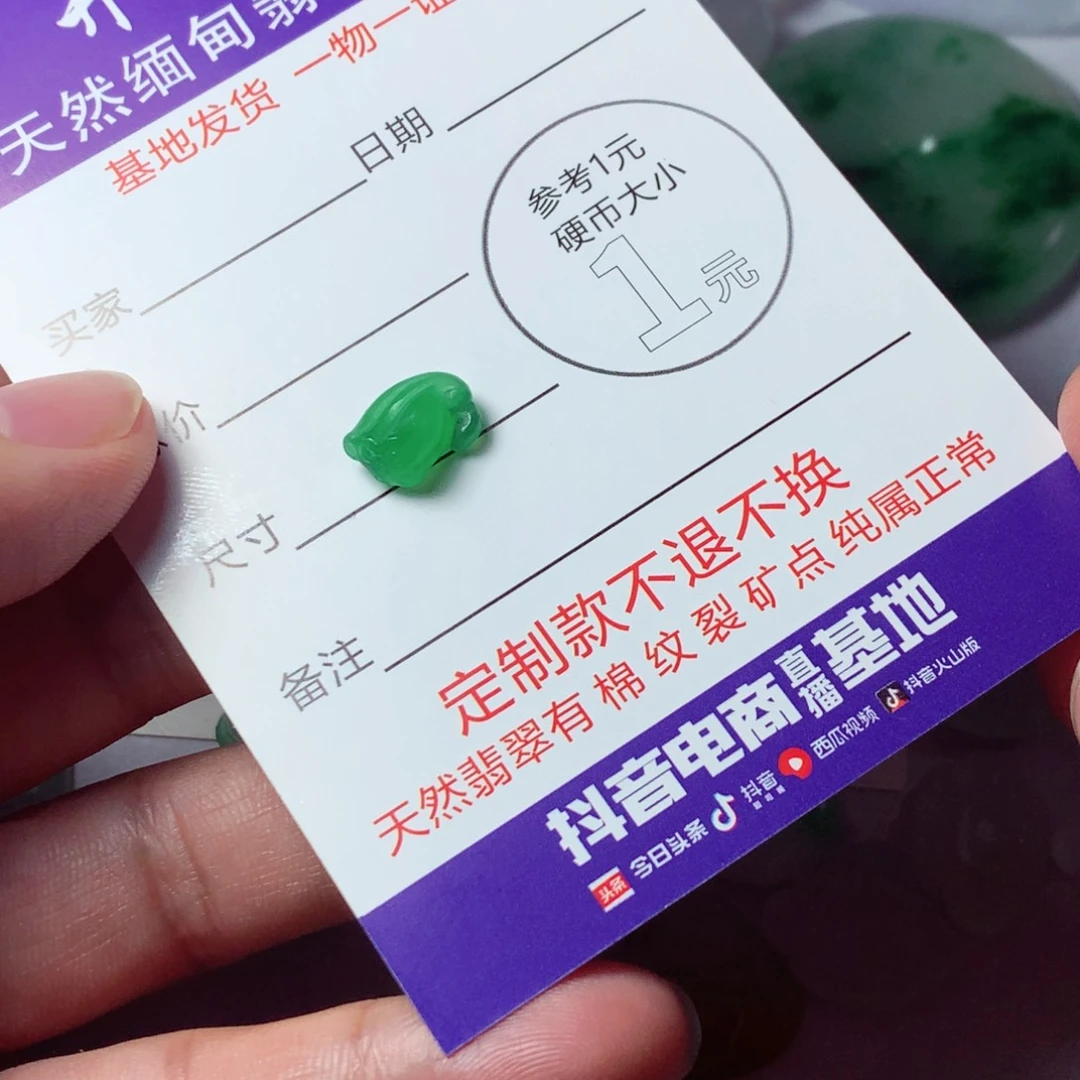 天然缅甸翡
基地发货 一物一证
日期
参考1元
硬币大小
1元
买家
价
尺寸
备注
定制款不退不换
天然翡翠有 棉 纹 裂 矿 点 纯属正常
抖音电商直播基地
头条 今日头条 抖音 西瓜视频 抖音火山版